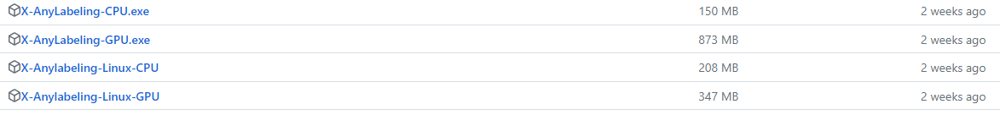 X-AnyLabeling-CPU.exe 150 MB 2 weeks ago
X-AnyLabeling-GPU.exe 873 MB 2 weeks ago
X-Anylabeling-Linux-CPU 208 MB 2 weeks ago
X-Anylabeling-Linux-GPU 347 MB 2 weeks ago